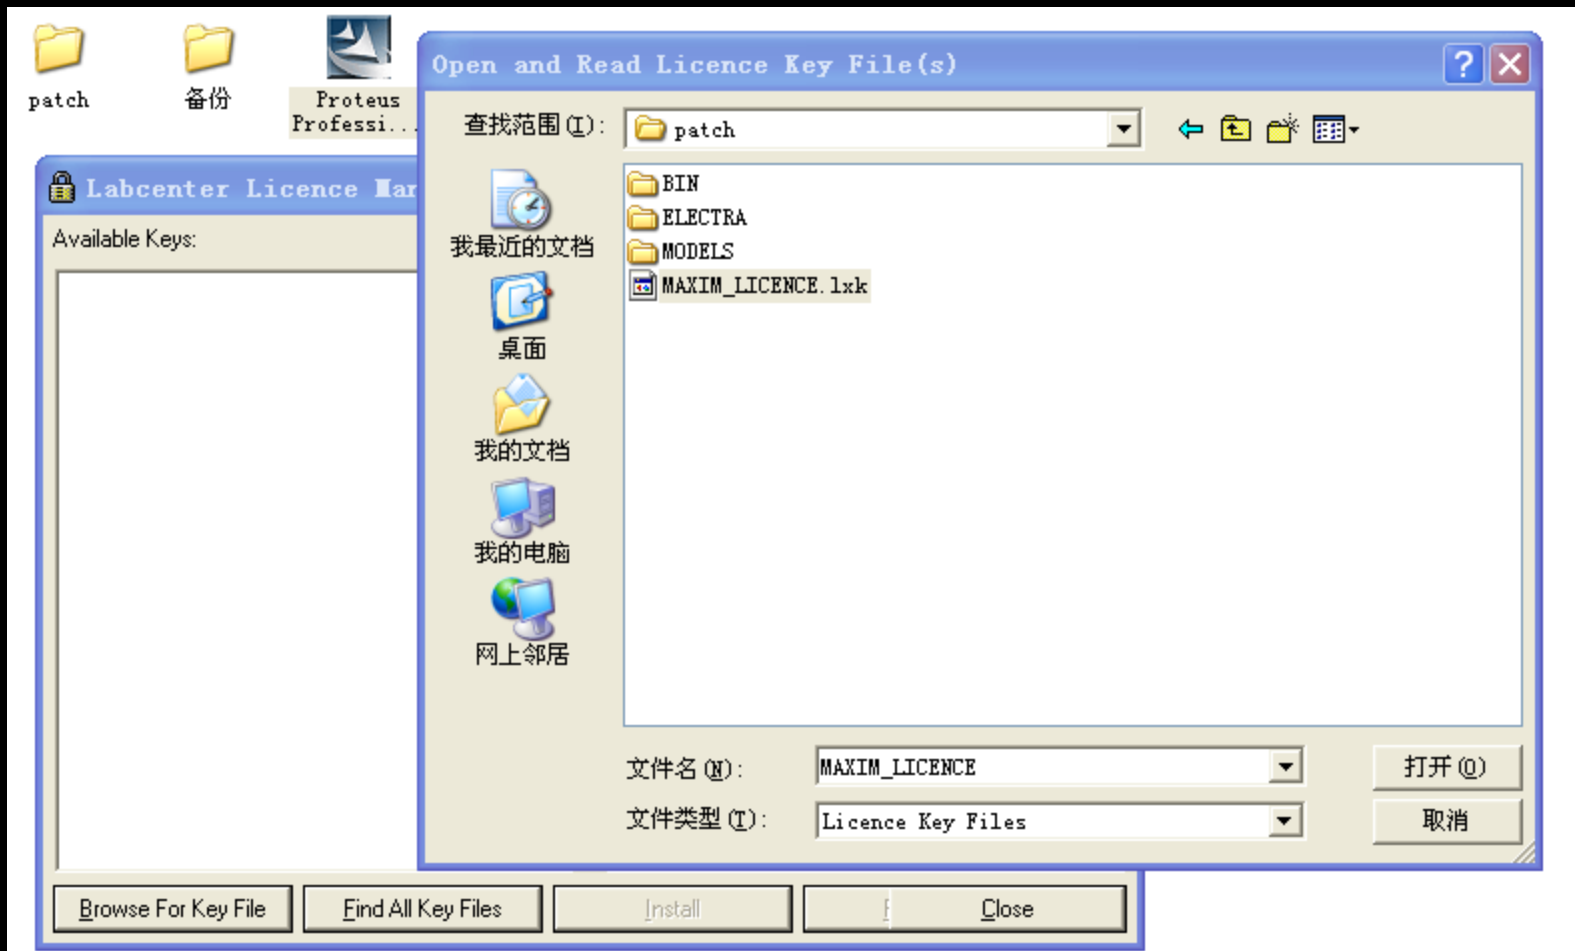 patch
备份
Proteus
Professi...
Open and Read Licence Key File(s)
查找范围(I):
patch
Labcenter Licence Mar
Available Keys:
BIN
ELECTRA
MODELS
MAXIM_LICENCE.lxk
我最近的文档
桌面
我的文档
我的电脑
网上邻居
文件名(N):
MAXIM_LICENCE
打开(O)
文件类型(T):
Licence Key Files
取消
Browse For Key File
Find All Key Files
Install
Close